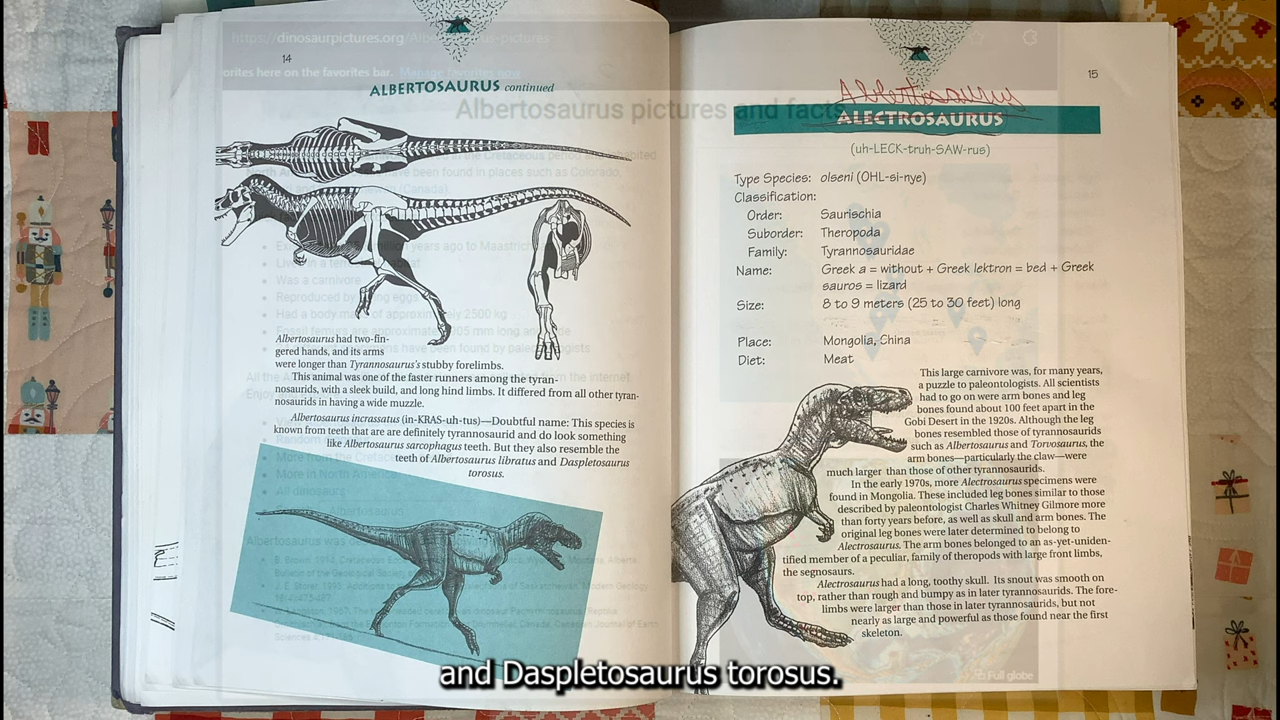 14
ALBERTOSAURUS continued
Albertosaurus had two-fin-
gered hands, and its arms
were longer than Tyrannosaurus's stubby forelimbs.
This animal was one of the faster runners among the tyran-
nosaurids, with a sleek build, and long hind limbs. It differed from all other tyran-
nosaurids in having a wide muzzle.
Albertosaurus incrassatus (in-KRAS-uh-tus)—Doubtful name: This species is
known from teeth that are are definitely tyrannosaurid and do look something
like Albertosaurus sarcophagus teeth. But they also resemble the
teeth of Albertosaurus libratus and Daspletosaurus
torosus.
15
Albertosaurus
ALECTROSAURUS
(uh-LECK-truh-SAW-rus)
Type Species: olseni (OHL-si-nye)
Classification:
Order: Saurischia
Suborder: Theropoda
Family: Tyrannosauridae
Name: Greek a = without + Greek lektron = bed + Greek
sauros = lizard
Size: 8 to 9 meters (25 to 30 feet) long
Place: Mongolia, China
Diet: Meat
This large carnivore was, for many years,
a puzzle to paleontologists. All scientists
had to go on were arm bones and leg
bones found about 100 feet apart in the
Gobi Desert in the 1920s. Although the leg
bones resembled those of tyrannosaurids
such as Albertosaurus and Torvosaurus, the
arm bones—particularly the claw—were
much larger than those of other tyrannosaurids.
In the early 1970s, more Alectrosaurus specimens were
found in Mongolia. These included leg bones similar to those
described by paleontologist Charles Whitney Gilmore more
than forty years before, as well as skull and arm bones. The
original leg bones were later determined to belong to
Alectrosaurus. The arm bones belonged to an as-yet-uniden-
tified member of a peculiar, family of theropods with large front limbs,
the segnosaurs.
Alectrosaurus had a long, toothy skull. Its snout was smooth on
top, rather than rough and bumpy as in later tyrannosaurids. The fore-
limbs were larger than those in later tyrannosaurids, but not
nearly as large and powerful as those found near the first
skeleton.
Albertosaurus pictures and facts
Full globe
and Daspletosaurus torosus.